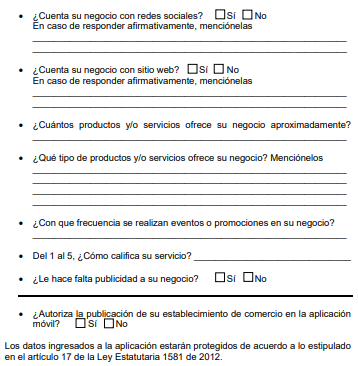 • ¿Cuenta su negocio con redes sociales? ☐Sí ☐No
En caso de responder afirmativamente, menciónelas
• ¿Cuenta su negocio con sitio web? ☐Sí ☐No
En caso de responder afirmativamente, menciónelas
• ¿Cuántos productos y/o servicios ofrece su negocio aproximadamente?
• ¿Qué tipo de productos y/o servicios ofrece su negocio? Menciónelos
• ¿Con que frecuencia se realizan eventos o promociones en su negocio?
• Del 1 al 5, ¿Cómo califica su servicio?
• ¿Le hace falta publicidad a su negocio? ☐Sí ☐No
• ¿Autoriza la publicación de su establecimiento de comercio en la aplicación
móvil? ☐ Sí ☐ No
Los datos ingresados a la aplicación estarán protegidos de acuerdo a lo estipulado
en el artículo 17 de la Ley Estatutaria 1581 de 2012.